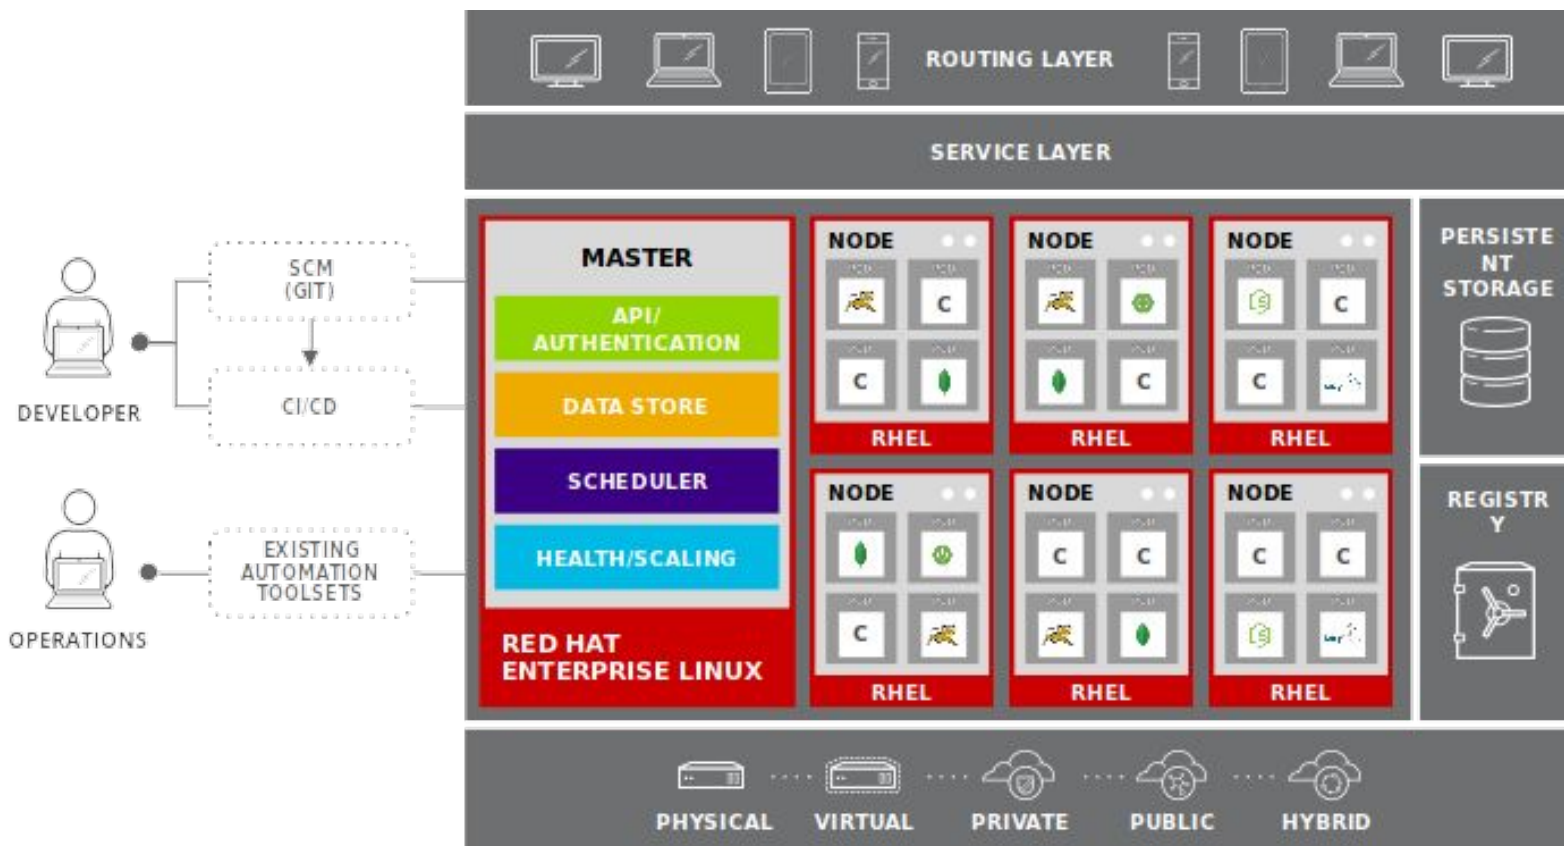 ROUTING LAYER
SERVICE LAYER
SCM
(GIT)
CI/CD
DEVELOPER
EXISTING
AUTOMATION
TOOLSETS
OPERATIONS
MASTER
API/
AUTHENTICATION
DATA STORE
SCHEDULER
HEALTH/SCALING
RED HAT
ENTERPRISE LINUX
NODE
C
C
RHEL
NODE
C
RHEL
NODE
C
C
RHEL
NODE
C
RHEL
NODE
C
C
RHEL
NODE
C
C
RHEL
PERSISTE
NT
STORAGE
REGISTR
Y
PHYSICAL
VIRTUAL
PRIVATE
PUBLIC
HYBRID